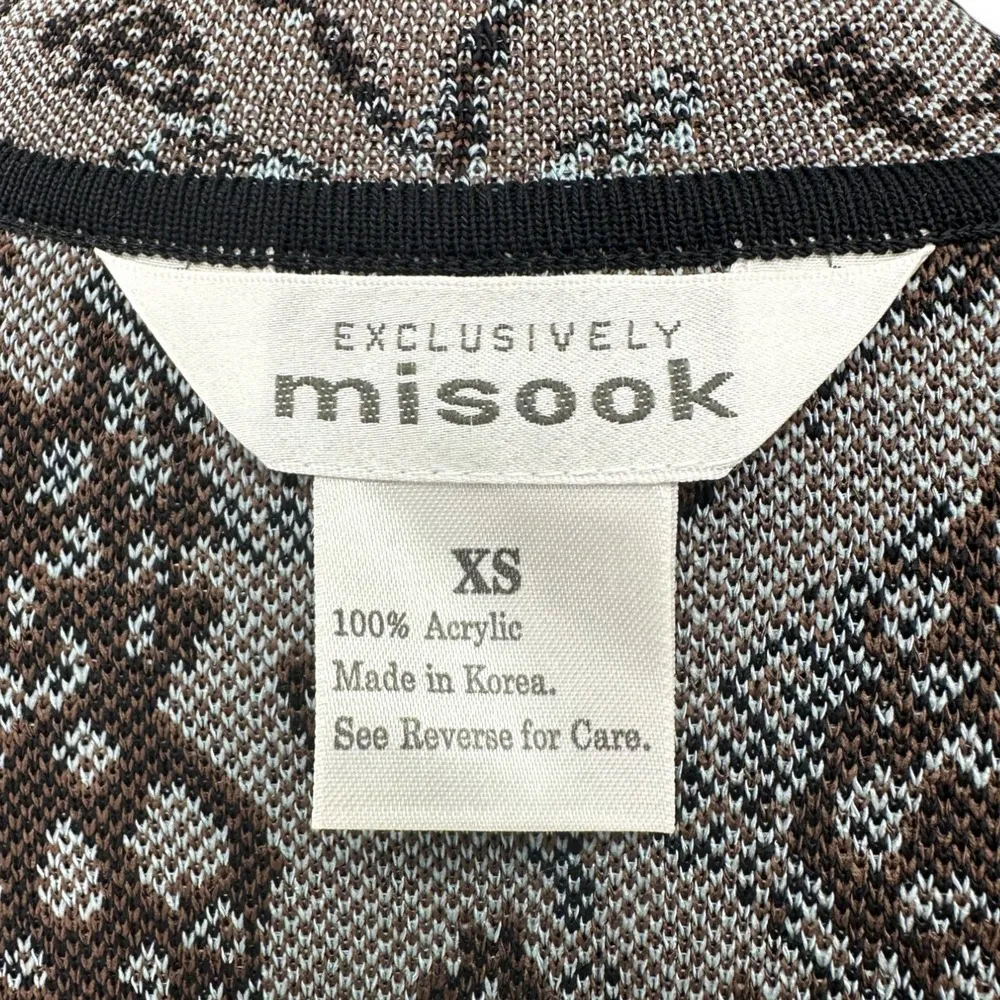 EXCLUSIVELY
misook
XS
100% Acrylic
Made in Korea.
See Reverse for Care.